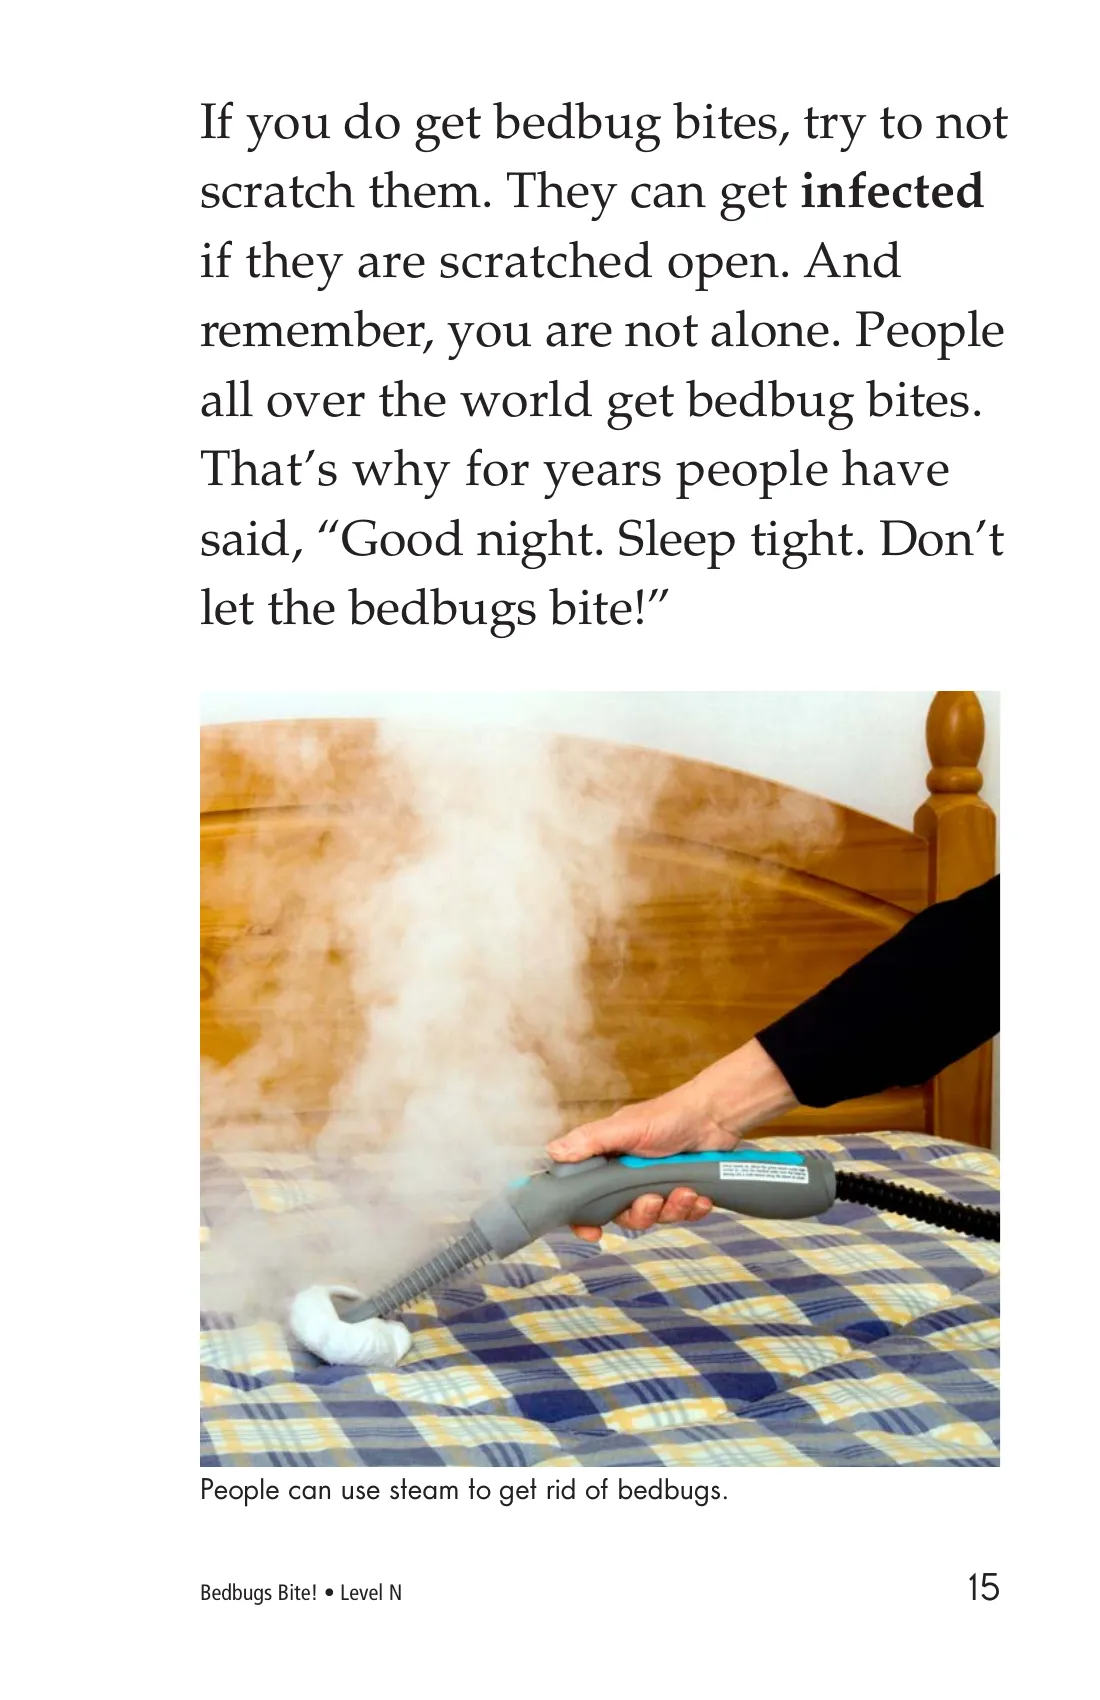 If you do get bedbug bites, try to not
scratch them. They can get infected
if they are scratched open. And
remember, you are not alone. People
all over the world get bedbug bites.
That’s why for years people have
said, “Good night. Sleep tight. Don’t
let the bedbugs bite!”
People can use steam to get rid of bedbugs.
Bedbugs Bite! • Level N
15